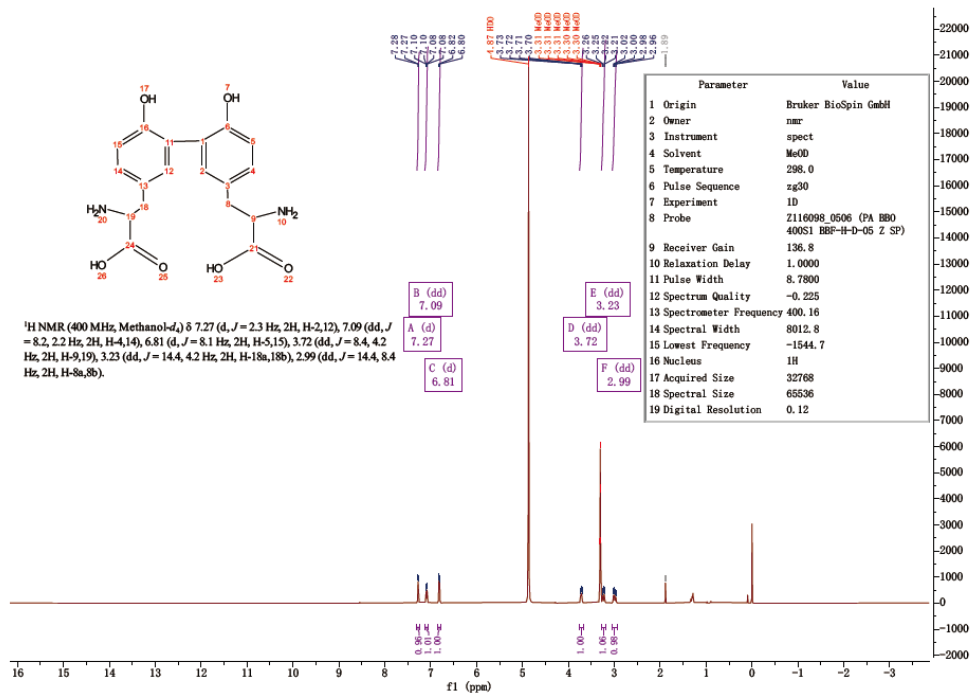 7.28
7.27
7.10
7.10
7.08
7.08
6.82
6.80
4.87 HDO
3.73
3.72
3.71
3.70
3.31 MeOD
3.31 MeOD
3.31 MeOD
3.30 MeOD
3.30 MeOD
3.26
3.25
3.22
3.21
3.02
3.00
2.98
2.96
1.89
17
OH
7
OH
16
6
15
11
1
5
14
12
2
4
13
3
18
8
H₂N
20
19
9
NH₂
10
24
21
HO
26
O
25
HO
23
O
22
¹H NMR (400 MHz, Methanol-d₄) δ 7.27 (d, J = 2.3 Hz, 2H, H-2,12), 7.09 (dd, J
= 8.2, 2.2 Hz, 2H, H-4,14), 6.81 (d, J = 8.1 Hz, 2H, H-5,15), 3.72 (dd, J = 8.4, 4.2
Hz, 2H, H-9,19), 3.23 (dd, J = 14.4, 4.2 Hz, 2H, H-18a,18b), 2.99 (dd, J = 14.4, 8.4
Hz, 2H, H-8a,8b).
B (dd)
7.09
A (d)
7.27
C (d)
6.81
E (dd)
3.23
D (dd)
3.72
F (dd)
2.99
Parameter Value
1 Origin Bruker BioSpin GmbH
2 Owner nmr
3 Instrument spect
4 Solvent MeOD
5 Temperature 298.0
6 Pulse Sequence zg30
7 Experiment 1D
8 Probe Z116098_0506 (PA BBO
400S1 BBF-H-D-05 Z SP)
9 Receiver Gain 136.8
10 Relaxation Delay 1.0000
11 Pulse Width 8.7800
12 Spectrum Quality -0.225
13 Spectrometer Frequency 400.16
14 Spectral Width 8012.8
15 Lowest Frequency -1544.7
16 Nucleus 1H
17 Acquired Size 32768
18 Spectral Size 65536
19 Digital Resolution 0.12
22000
21000
20000
19000
18000
17000
16000
15000
14000
13000
12000
11000
10000
9000
8000
7000
6000
5000
4000
3000
2000
1000
0
-1000
-2000
0.96
1.01
1.00
1.00
1.06
0.98
16 15 14 13 12 11 10 9 8 7 6 5 4 3 2 1 0 -1 -2 -3
f1 (ppm)